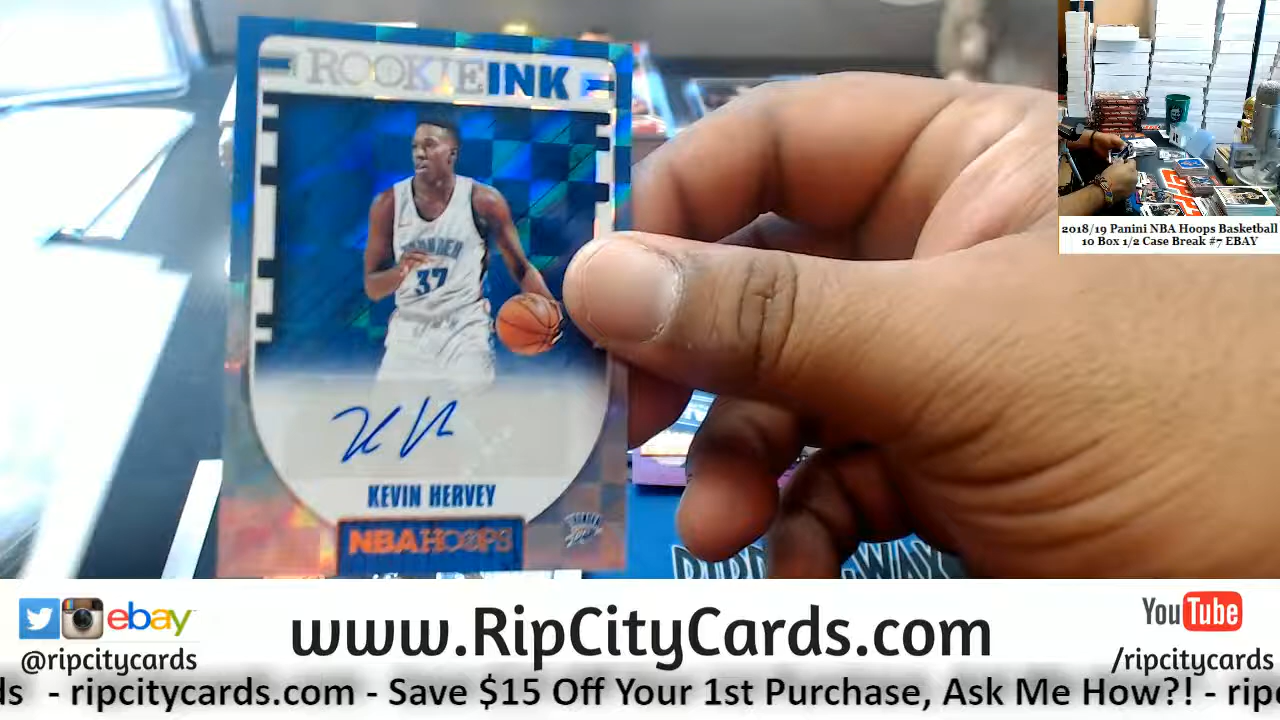 ROOKIE INK
THUNDER
37
KEVIN HERVEY
NBA HOOPS
2018/19 Panini NBA Hoops Basketball
10 Box 1/2 Case Break #7 EBAY
ebay
@ripcitycards
www.RipCityCards.com
YouTube
/ripcitycards
ds - ripcitycards.com - Save $15 Off Your 1st Purchase, Ask Me How?! - ripc